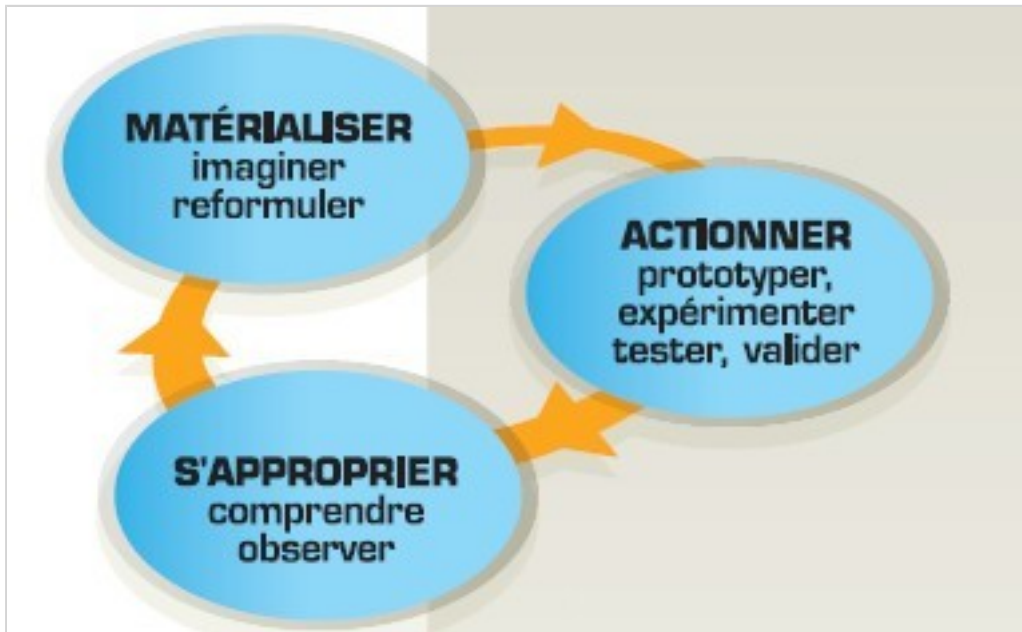 MATÉRIALISER
imaginer
reformuler
ACTIONNER
prototyper,
expérimenter
tester, valider
S'APPROPRIER
comprendre
observer